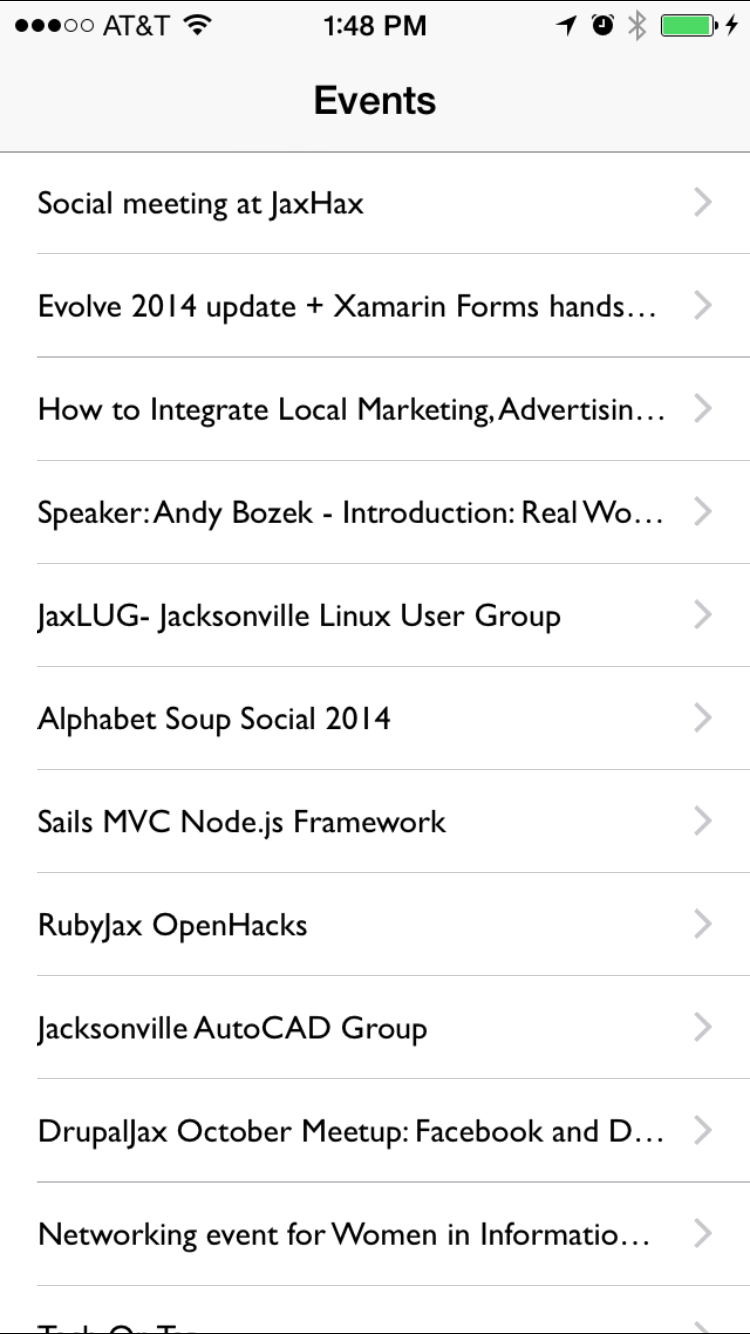 AT&T 1:48 PM
Events
Social meeting at JaxHax
Evolve 2014 update + Xamarin Forms hands...
How to Integrate Local Marketing, Advertisin...
Speaker: Andy Bozek - Introduction: Real Wo...
JaxLUG- Jacksonville Linux User Group
Alphabet Soup Social 2014
Sails MVC Node.js Framework
RubyJax OpenHacks
Jacksonville AutoCAD Group
DrupalJax October Meetup: Facebook and D...
Networking event for Women in Informatio...